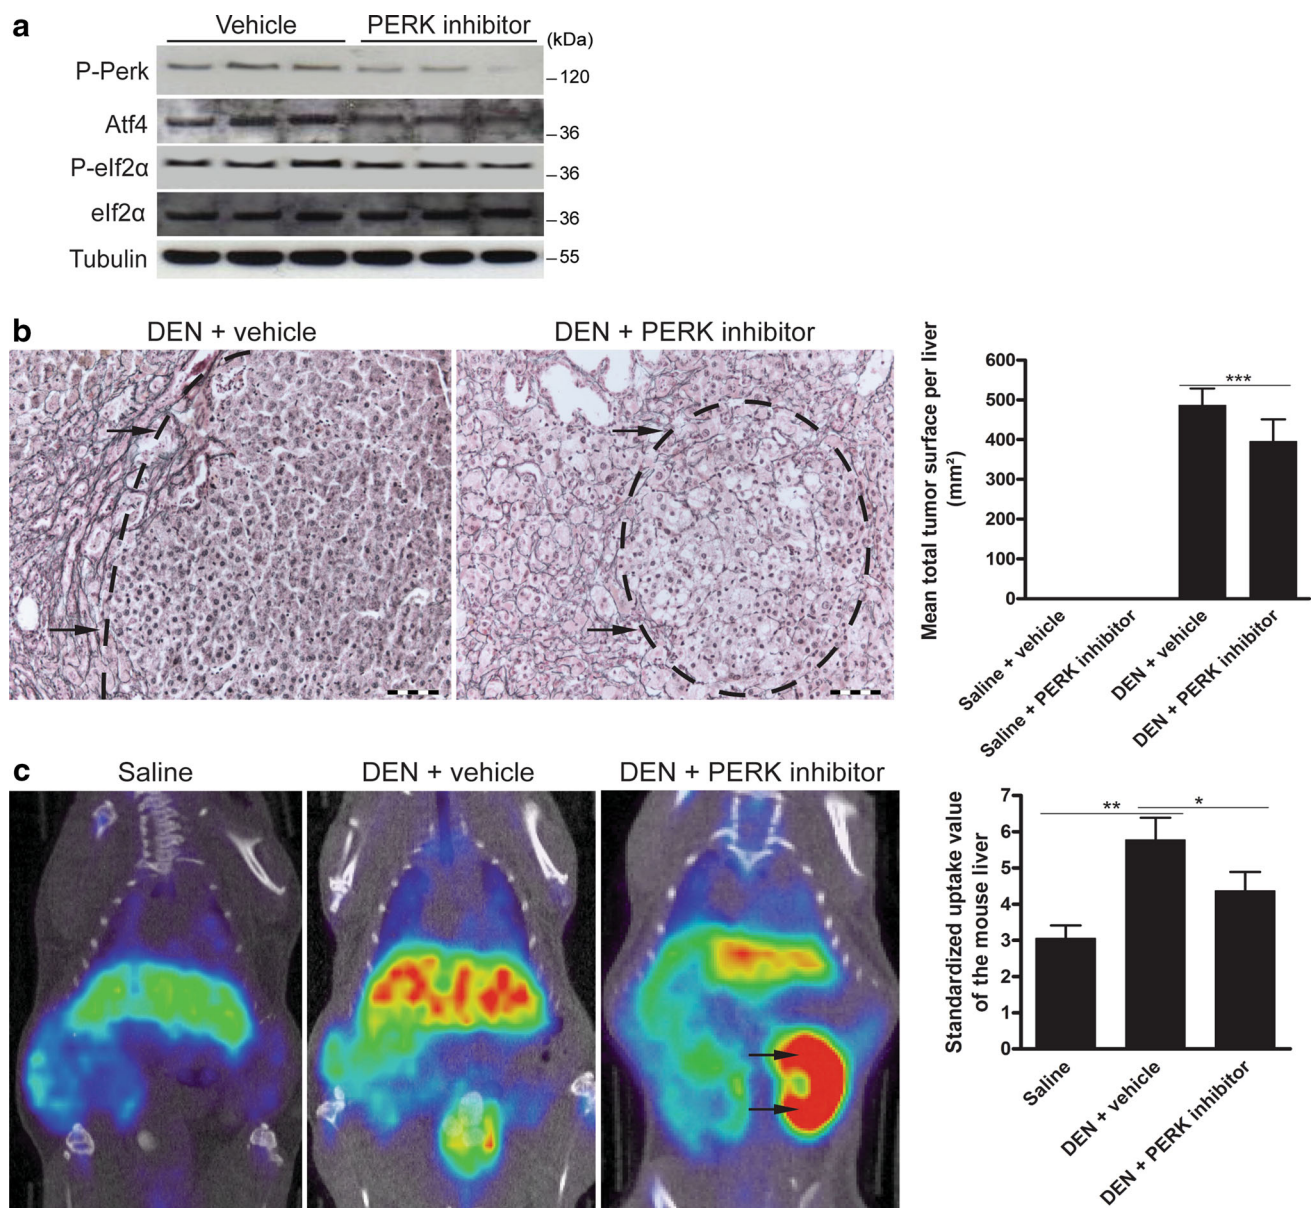 a
Vehicle
PERK inhibitor
(kDa)
P-Perk
120
Atf4
36
P-eIf2α
36
eIf2α
36
Tubulin
55
b
DEN + vehicle
DEN + PERK inhibitor
Mean total tumor surface per liver
(mm²)
600
500
400
300
200
100
0
***
Saline + vehicle
Saline + PERK inhibitor
DEN + vehicle
DEN + PERK inhibitor
c
Saline
DEN + vehicle
DEN + PERK inhibitor
Standardized uptake value
of the mouse liver
7
6
5
4
3
2
1
0
**
*
Saline
DEN + vehicle
DEN + PERK inhibitor